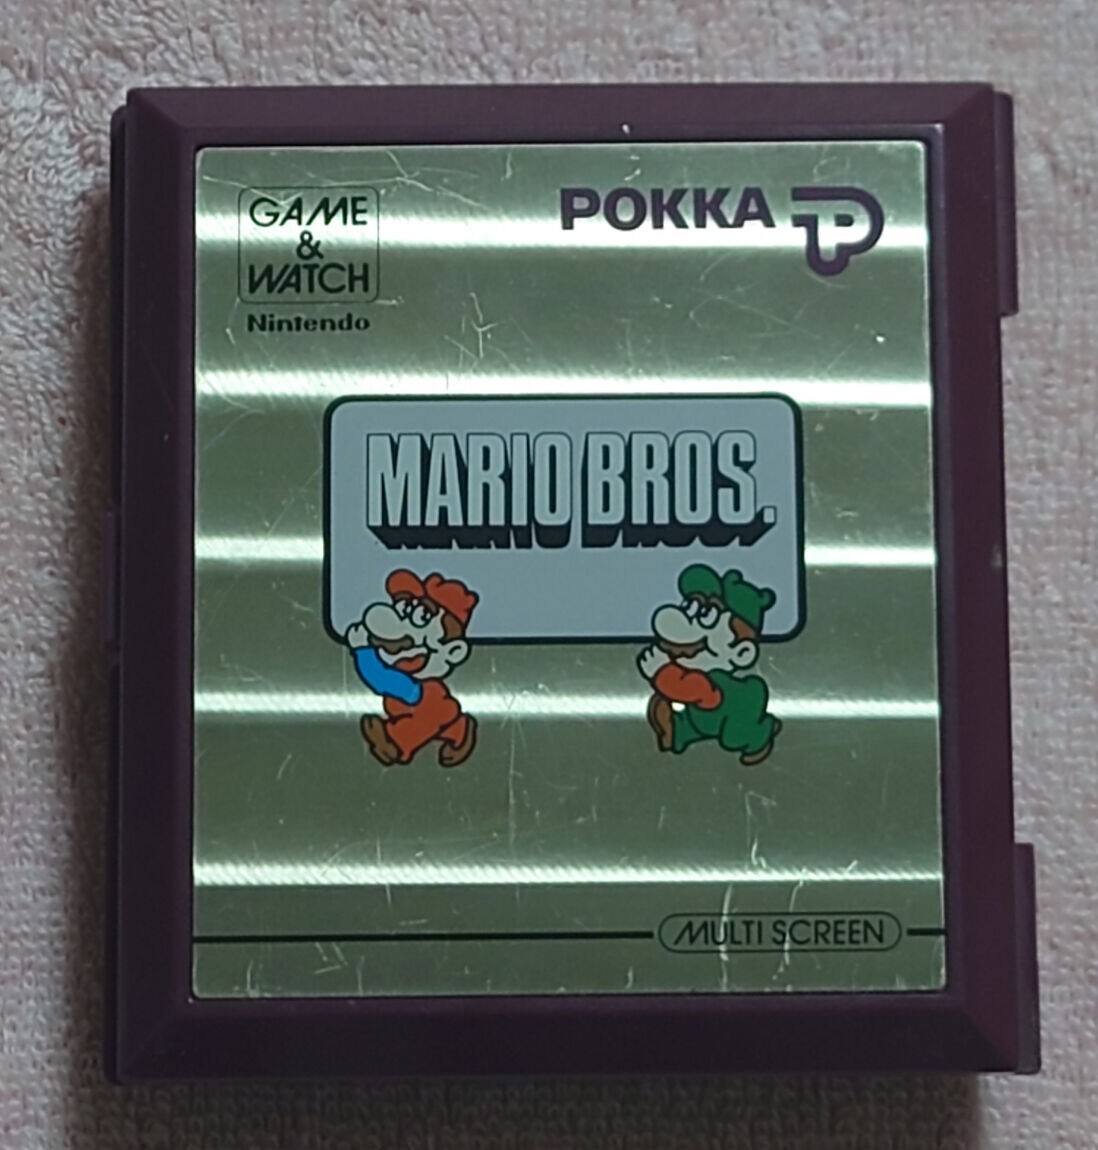 GAME
&
WATCH
Nintendo
POKKA P
MARIO BROS.
MULTI SCREEN